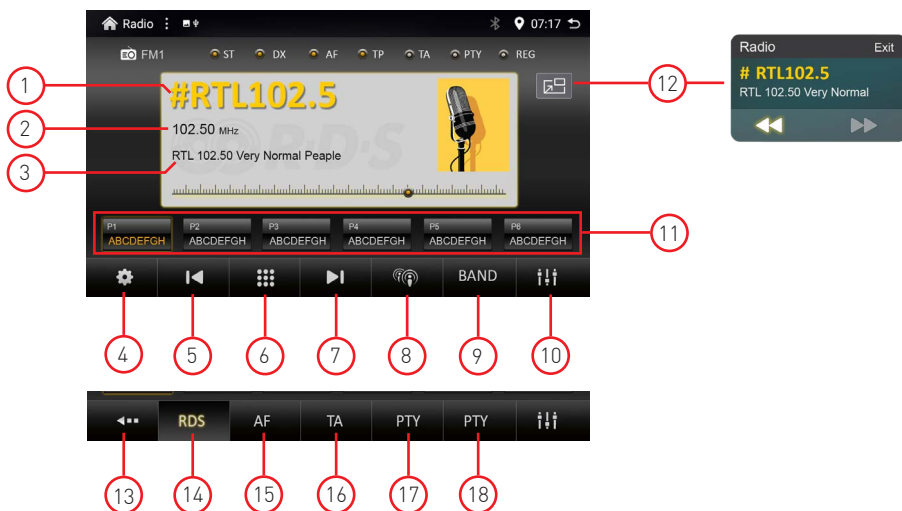 Radio
07:17
FM1 ST DX AF TP TA PTY REG
#RTL102.5
102.50 MHz
RDS
RTL 102.50 Very Normal Peaple
P1 P2 P3 P4 P5 P6
ABCDEFGH ABCDEFGH ABCDEFGH ABCDEFGH ABCDEFGH ABCDEFGH
BAND
1
2
3
4 5 6 7 8 9 10
11
12
Radio Exit
# RTL102.5
RTL 102.50 Very Normal
RDS AF TA PTY PTY
13 14 15 16 17 18